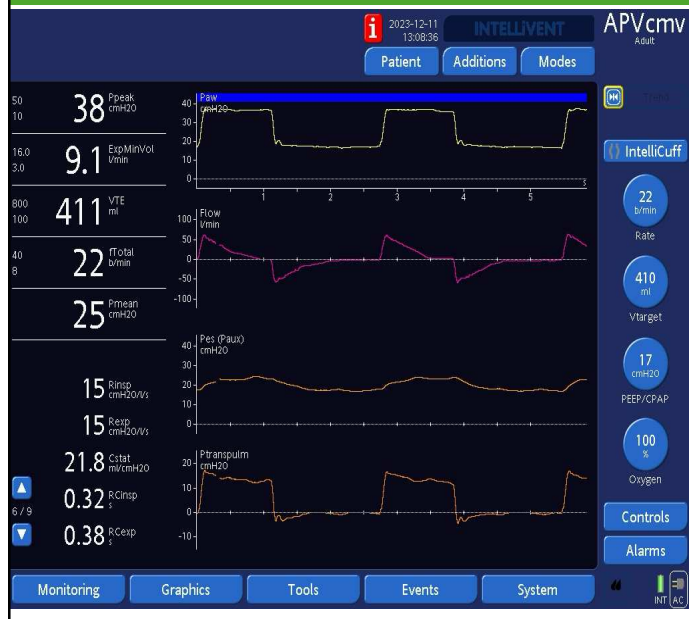 i
2023-12-11
13:08:36
INTELLiVENT
APVcmv
Adult
Patient
Additions
Modes
50
10
38
Ppeak
cmH2O
16.0
3.0
9.1
ExpMinVol
l/min
800
100
411
VTE
ml
40
8
22
fTotal
b/min
25
Pmean
cmH2O
15
Rinsp
cmH2O/l/s
15
Rexp
cmH2O/l/s
21.8
Cstat
ml/cmH2O
6 / 9
0.32
RCinsp
s
0.38
RCexp
s
Paw
cmH2O
40
30
20
10
0
1
2
3
4
5
s
Flow
l/min
100
50
0
-50
-100
Pes (Paux)
cmH2O
40
30
20
10
0
Ptranspulm
cmH2O
20
10
0
-10
IntelliCuff
22
b/min
Rate
410
ml
Vtarget
17
cmH2O
PEEP/CPAP
100
%
Oxygen
Controls
Alarms
Monitoring
Graphics
Tools
Events
System
INT
AC